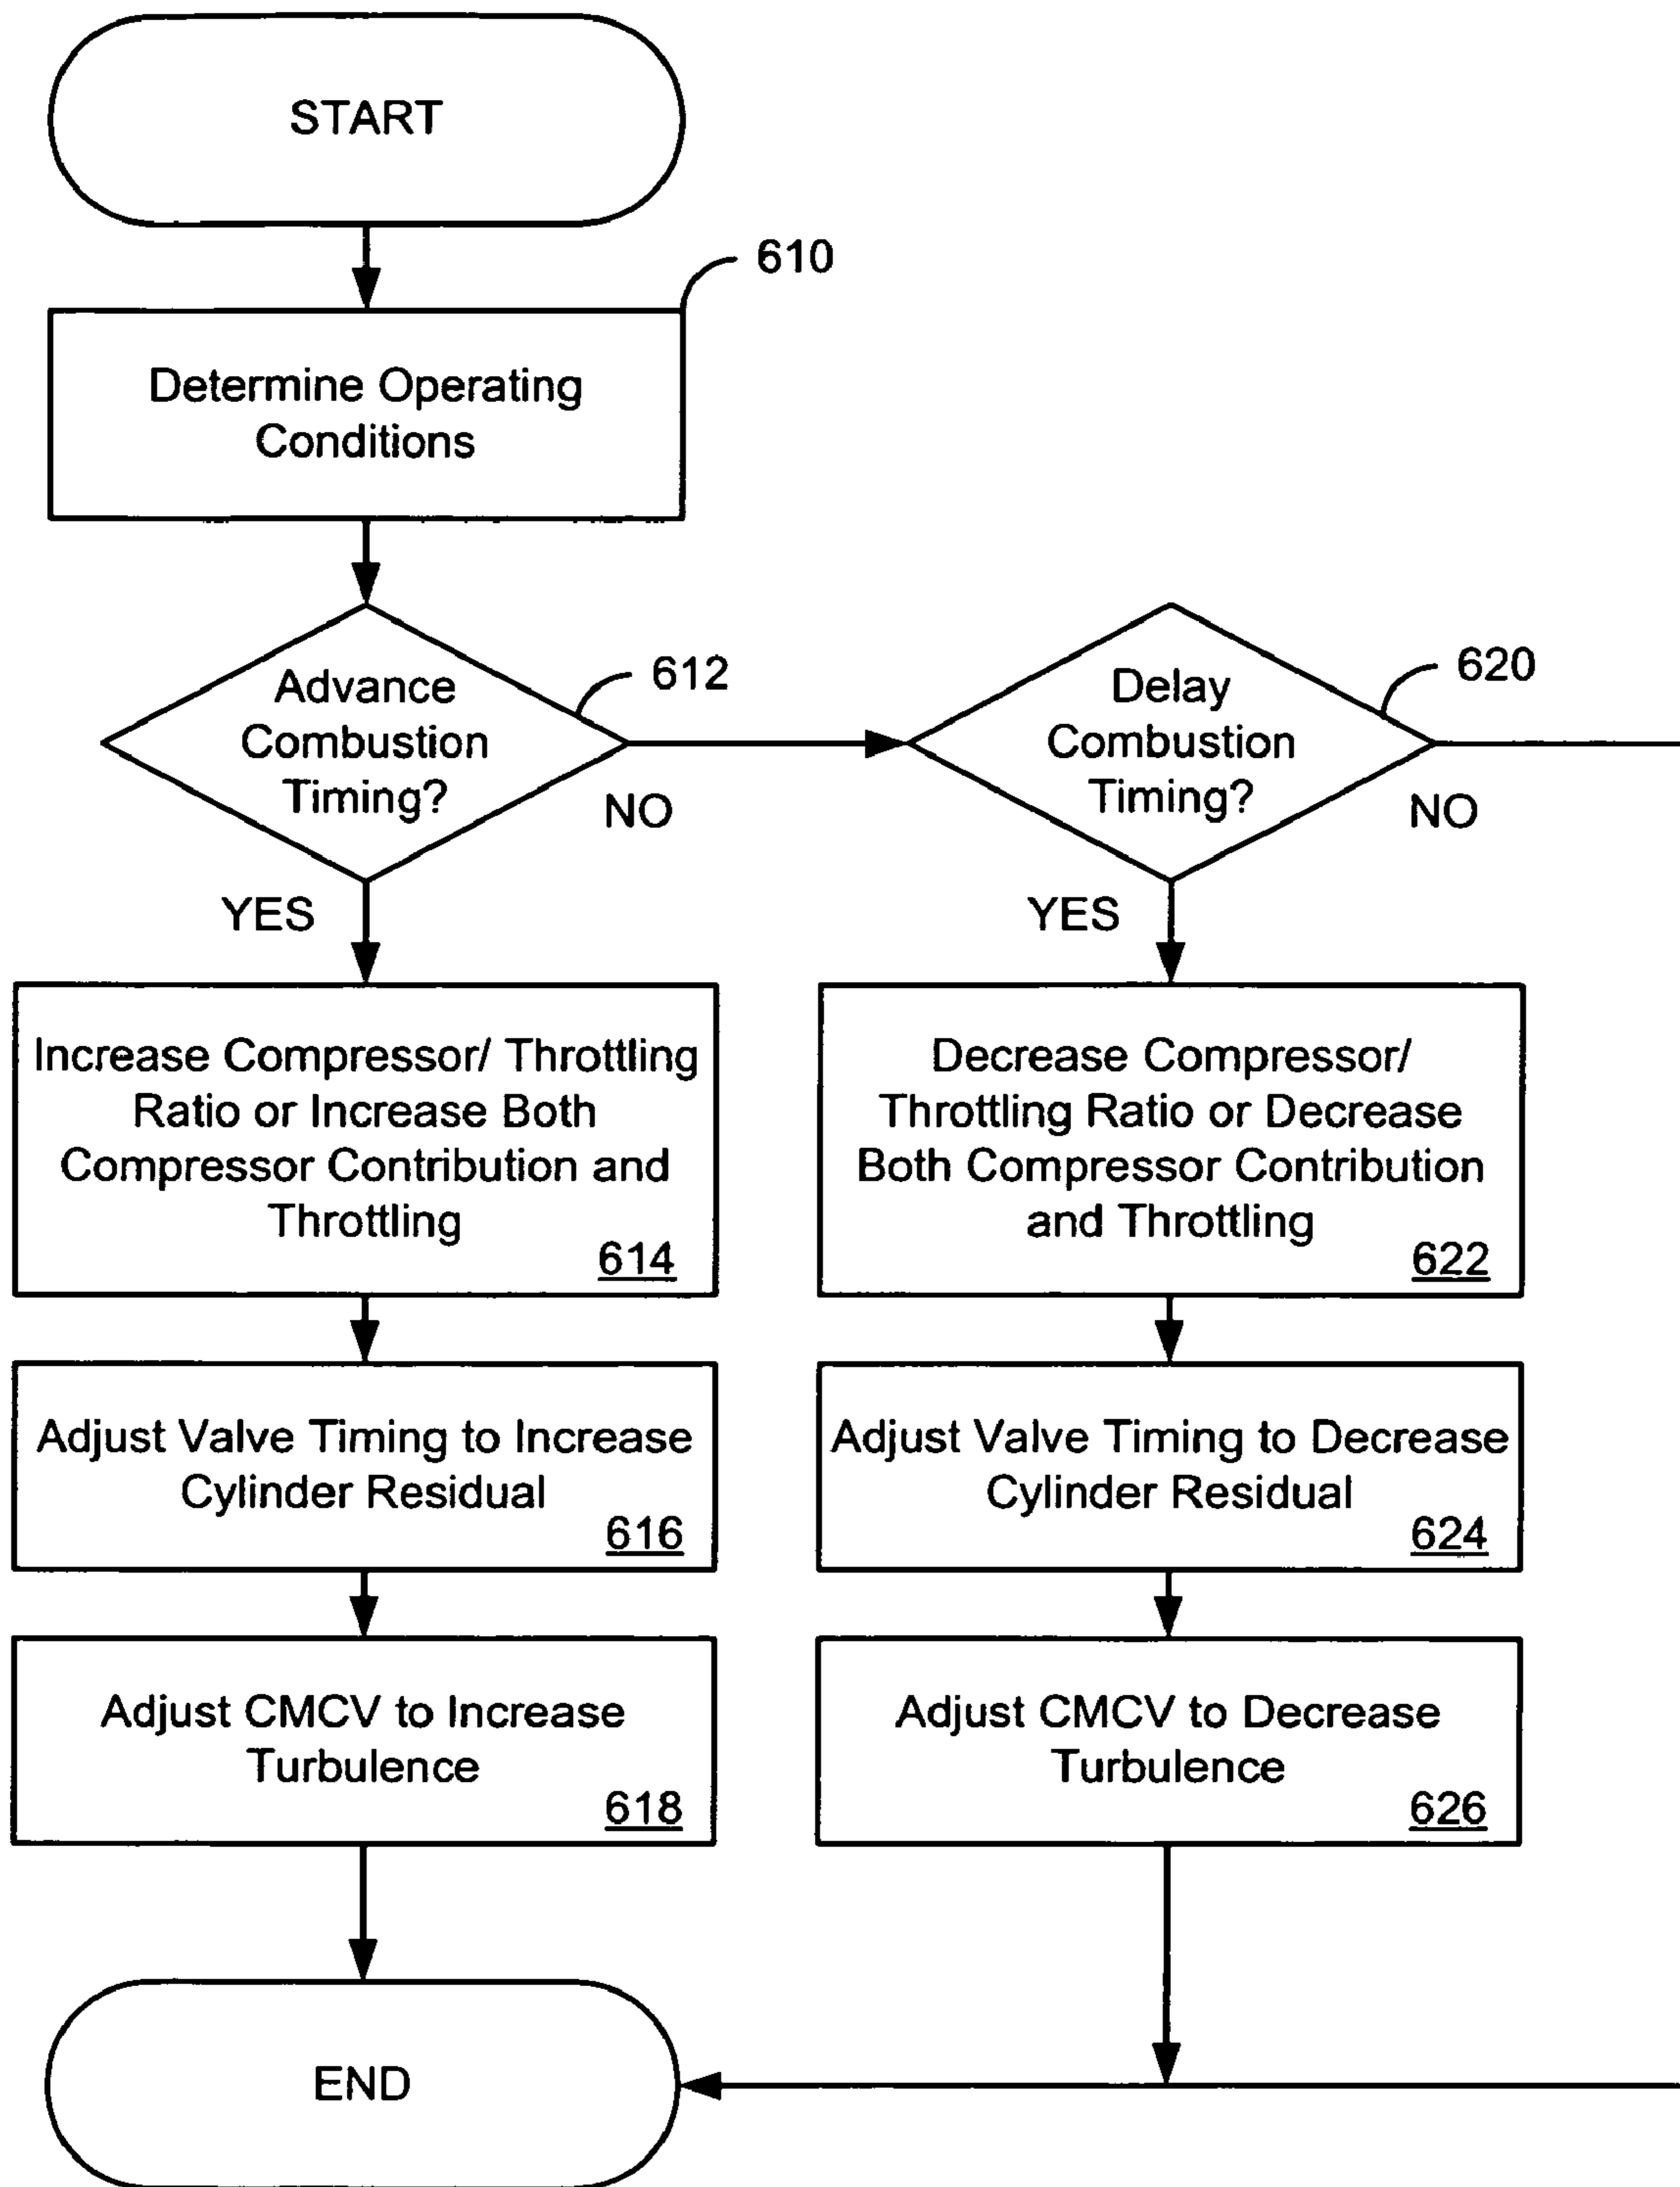 START
610
Determine Operating
Conditions
Advance
Combustion
Timing?
612
NO
YES
Delay
Combustion
Timing?
620
NO
YES
Increase Compressor/ Throttling
Ratio or Increase Both
Compressor Contribution and
Throttling
614
Decrease Compressor/
Throttling Ratio or Decrease
Both Compressor Contribution
and Throttling
622
Adjust Valve Timing to Increase
Cylinder Residual
616
Adjust Valve Timing to Decrease
Cylinder Residual
624
Adjust CMCV to Increase
Turbulence
618
Adjust CMCV to Decrease
Turbulence
626
END